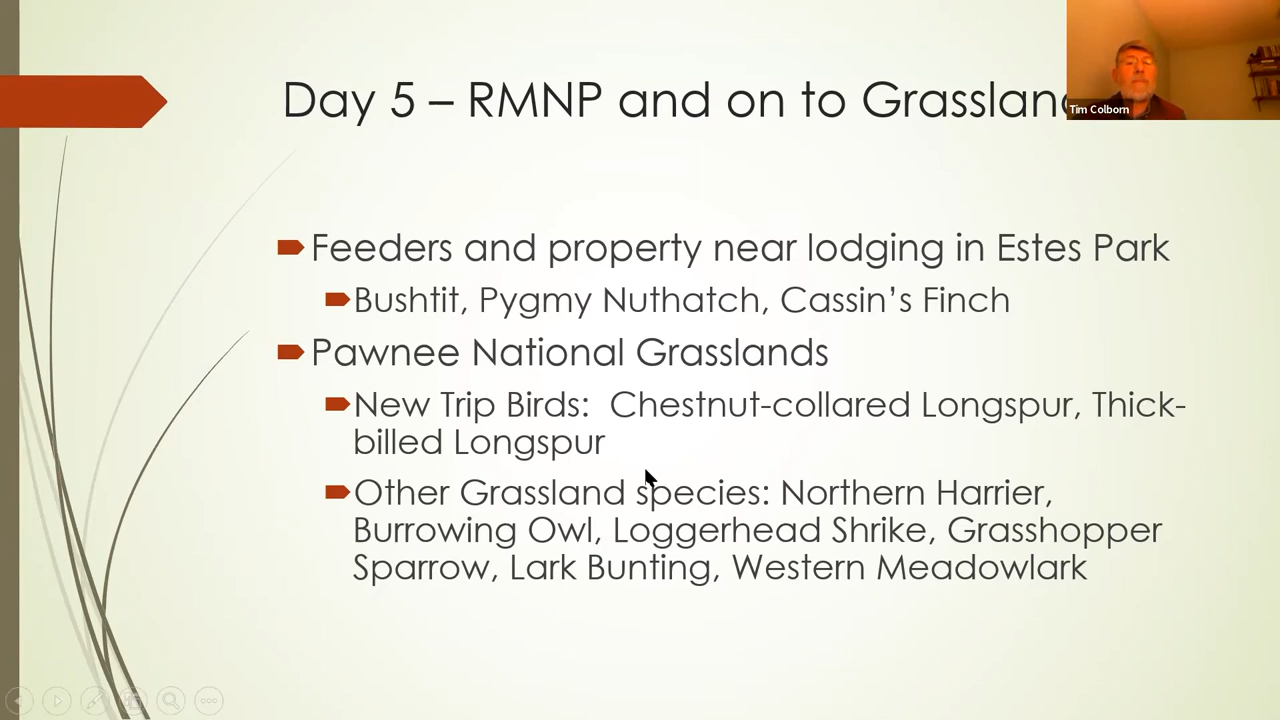 Day 5 – RMNP and on to
Tim Colborn
Feeders and property near lodging in Estes Park
Bushtit, Pygmy Nuthatch, Cassin’s Finch
Pawnee National Grasslands
New Trip Birds:  Chestnut-collared Longspur, Thick-
billed Longspur
Other Grassland species: Northern Harrier,
Burrowing Owl, Loggerhead Shrike, Grasshopper
Sparrow, Lark Bunting, Western Meadowlark